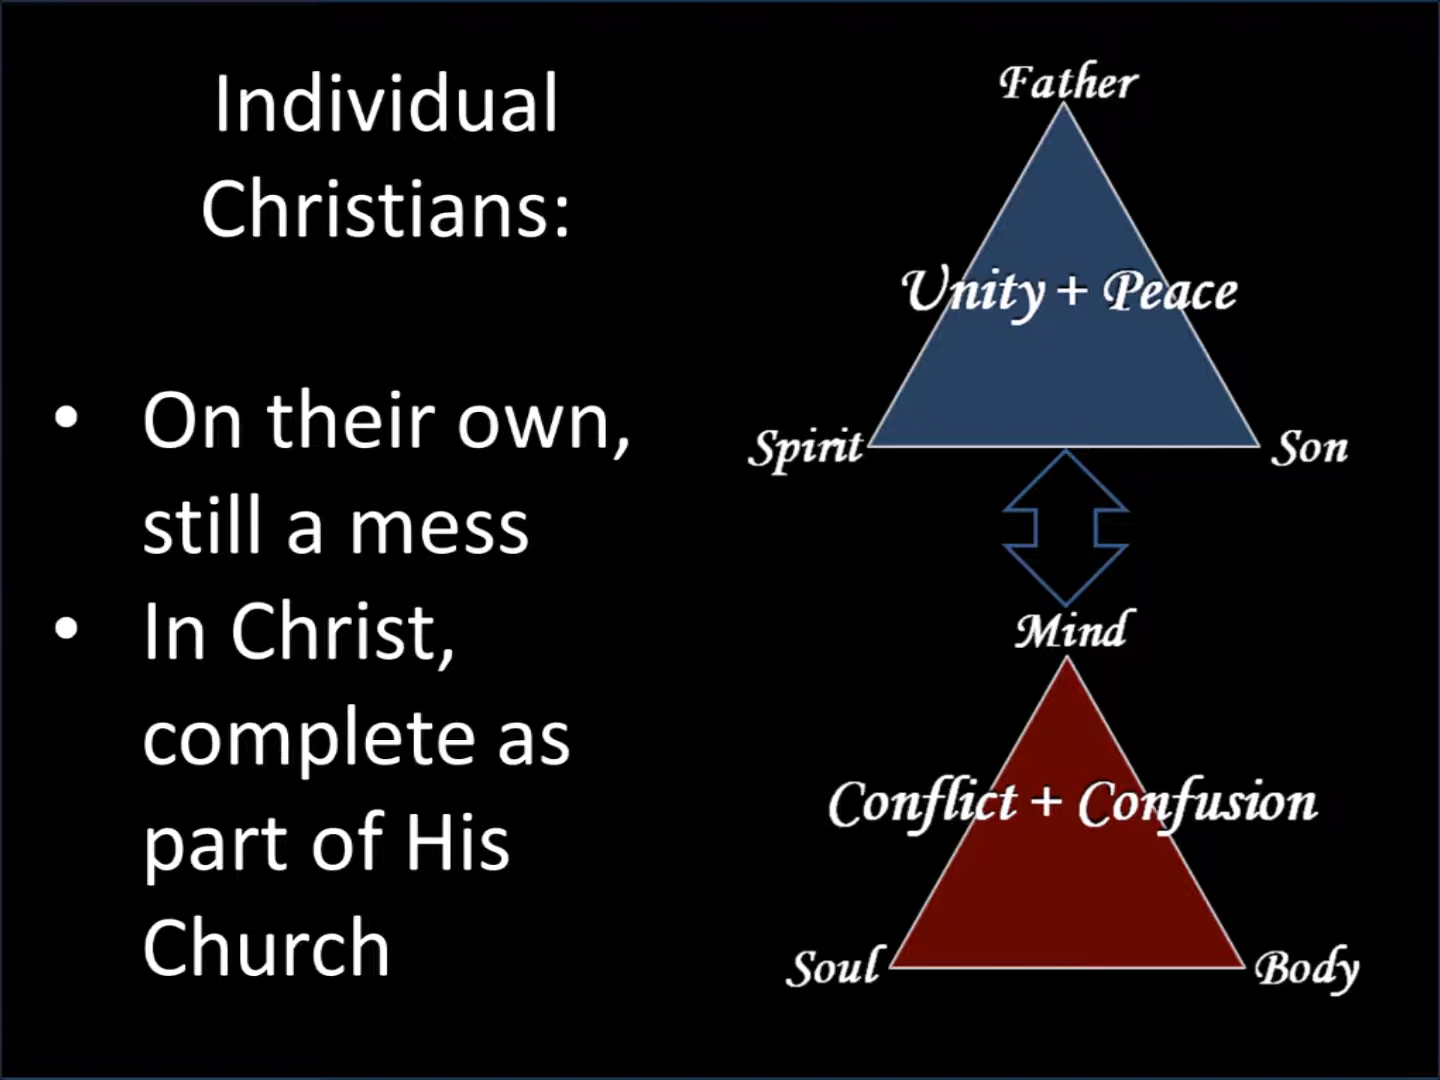 Individual
Christians:
• On their own,
still a mess
• In Christ,
complete as
part of His
Church
Father
Unity + Peace
Spirit
Son
Mind
Conflict + Confusion
Soul
Body